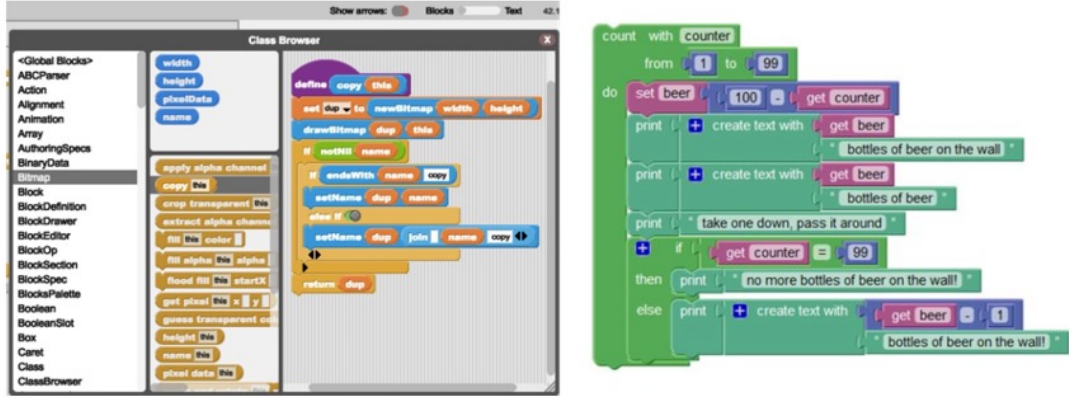 Show arrows: Blocks Text 42.1
Class Browser X
<Global Blocks>
ABCParser
Action
Alignment
Animation
Array
AuthoringSpecs
BinaryData
Bitmap
Block
BlockDefinition
BlockDrawer
BlockEditor
BlockOp
BlockSection
BlockSpec
BlocksPalette
Boolean
BooleanSlot
Box
Caret
Class
ClassBrowser
width
height
pixelData
name
apply alpha channel
copy this
crop transparent this
extract alpha channe
fill this color
fill alpha this alpha
flood fill this startX
get pixel this x y
guess transparent col
height this
name this
pixel data this
define copy this
set dup to newBitmap width height
drawBitmap dup this
if notNil name
if endsWith name copy
setName dup name
else if
setName dup join name copy
return dup
count with counter
from 1 to 99
do set beer 100 - get counter
print + create text with get beer
" bottles of beer on the wall "
print + create text with get beer
" bottles of beer "
print " take one down, pass it around "
+ if get counter = 99
then print " no more bottles of beer on the wall! "
else print + create text with get beer - 1
" bottles of beer on the wall! "